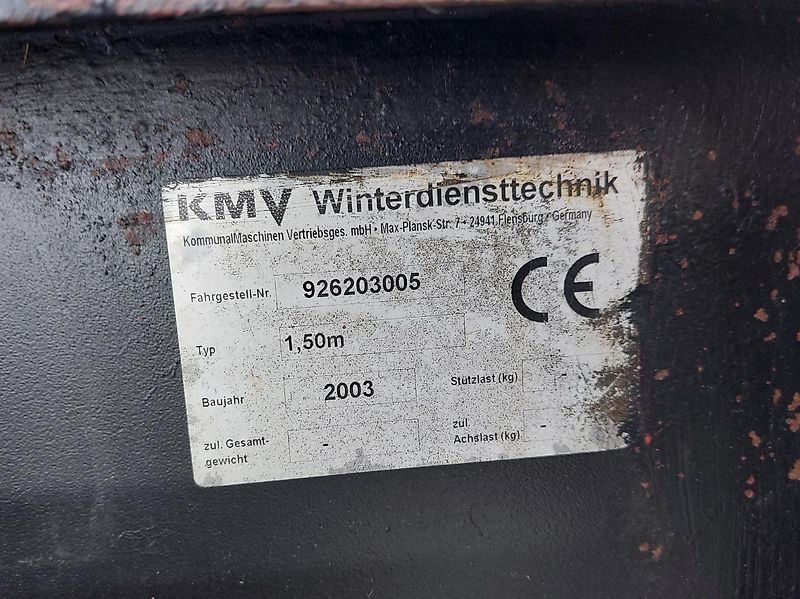 KMV Winterdiensttechnik
KommunalMaschinen Vertriebsges. mbH • Max-Plansk-Str. 7 • 24941 Flensburg / Germany
Fahrgestell-Nr. 926203005
CE
Typ 1,50m
Baujahr 2003 Stützlast (kg) -
zul. Gesamt-
gewicht -
zul.
Achslast (kg) -